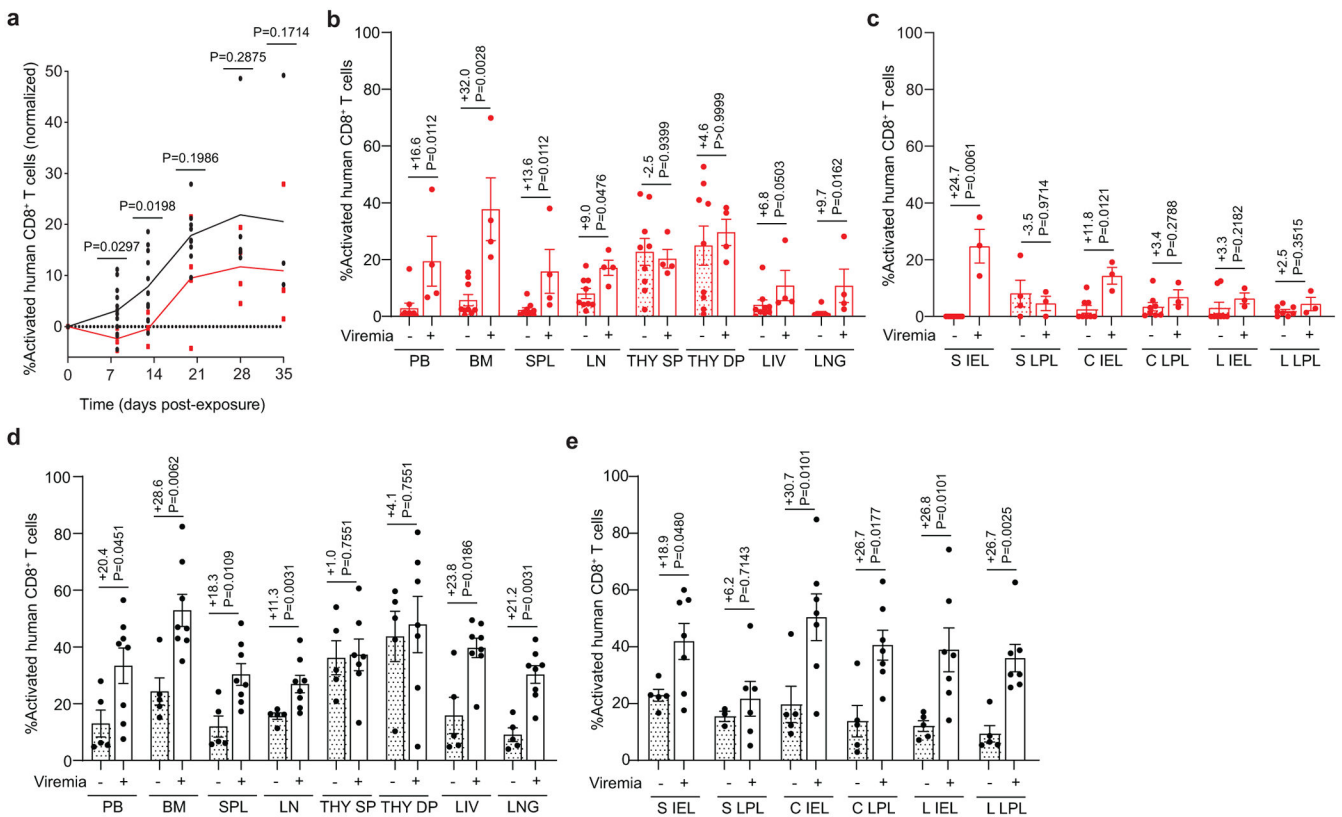 a
%Activated human CD8⁺ T cells (normalized)
50
40
30
20
10
0
P=0.0297
P=0.0198
P=0.1986
P=0.2875
P=0.1714
0 7 14 21 28 35
Time (days post-exposure)
b
%Activated human CD8⁺ T cells
100
80
60
40
20
0
+16.6
P=0.0112
+32.0
P=0.0028
+13.6
P=0.0112
+9.0
P=0.0476
-2.5
P=0.9399
+4.6
P>0.9999
+6.8
P=0.0503
+9.7
P=0.0162
Viremia - + - + - + - + - + - + - + - +
PB BM SPL LN THY SP THY DP LIV LNG
c
%Activated human CD8⁺ T cells
100
80
60
40
20
0
+24.7
P=0.0061
-3.5
P=0.9714
+11.8
P=0.0121
+3.4
P=0.2788
+3.3
P=0.2182
+2.5
P=0.3515
Viremia - + - + - + - + - + - +
S IEL S LPL C IEL C LPL L IEL L LPL
d
%Activated human CD8⁺ T cells
100
80
60
40
20
0
+20.4
P=0.0451
+28.6
P=0.0062
+18.3
P=0.0109
+11.3
P=0.0031
+1.0
P=0.7551
+4.1
P=0.7551
+23.8
P=0.0186
+21.2
P=0.0031
Viremia - + - + - + - + - + - + - + - +
PB BM SPL LN THY SP THY DP LIV LNG
e
%Activated human CD8⁺ T cells
100
80
60
40
20
0
+18.9
P=0.0480
+6.2
P=0.7143
+30.7
P=0.0101
+26.7
P=0.0177
+26.8
P=0.0101
+26.7
P=0.0025
Viremia - + - + - + - + - + - +
S IEL S LPL C IEL C LPL L IEL L LPL